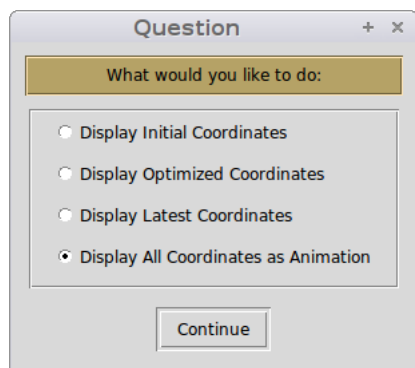 Question
What would you like to do:
Display Initial Coordinates
Display Optimized Coordinates
Display Latest Coordinates
Display All Coordinates as Animation
Continue